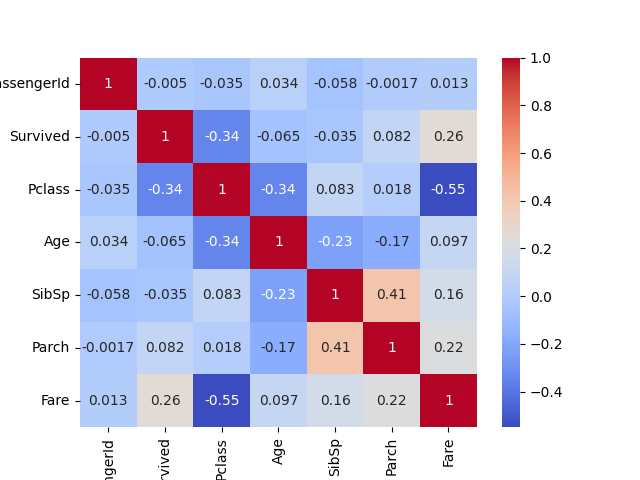 ssengerId 1 -0.005 -0.035 0.034 -0.058 -0.0017 0.013
Survived -0.005 1 -0.34 -0.065 -0.035 0.082 0.26
Pclass -0.035 -0.34 1 -0.34 0.083 0.018 -0.55
Age 0.034 -0.065 -0.34 1 -0.23 -0.17 0.097
SibSp -0.058 -0.035 0.083 -0.23 1 0.41 0.16
Parch -0.0017 0.082 0.018 -0.17 0.41 1 0.22
Fare 0.013 0.26 -0.55 0.097 0.16 0.22 1
ngerId
rvived
Pclass
Age
SibSp
Parch
Fare
1.0
0.8
0.6
0.4
0.2
0.0
−0.2
−0.4